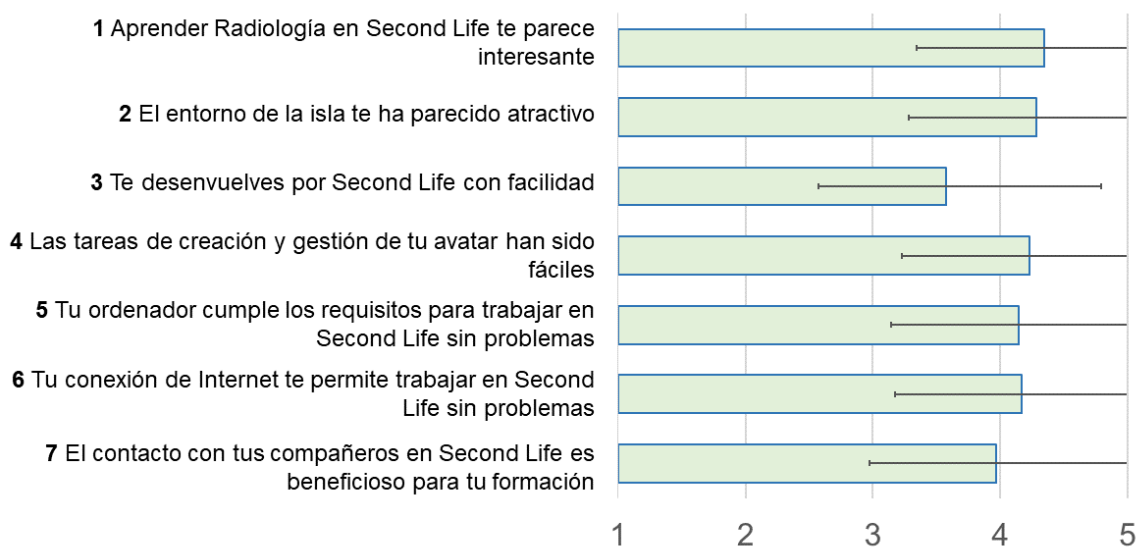 1 Aprender Radiología en Second Life te parece
interesante
2 El entorno de la isla te ha parecido atractivo
3 Te desenvuelves por Second Life con facilidad
4 Las tareas de creación y gestión de tu avatar han sido
fáciles
5 Tu ordenador cumple los requisitos para trabajar en
Second Life sin problemas
6 Tu conexión de Internet te permite trabajar en Second
Life sin problemas
7 El contacto con tus compañeros en Second Life es
beneficioso para tu formación
1 2 3 4 5